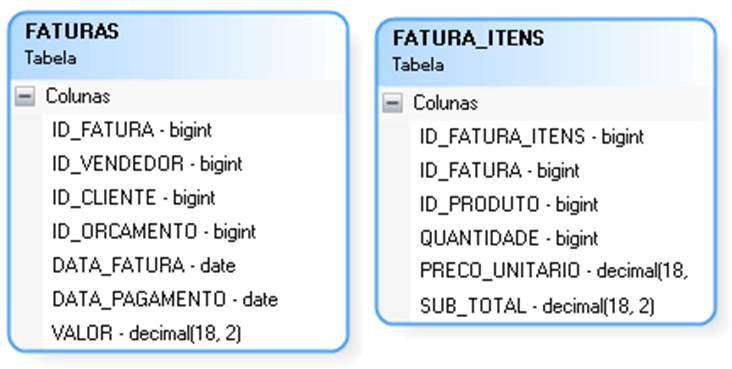 FATURAS
Tabela
Colunas
ID_FATURA - bigint
ID_VENDEDOR - bigint
ID_CLIENTE - bigint
ID_ORCAMENTO - bigint
DATA_FATURA - date
DATA_PAGAMENTO - date
VALOR - decimal(18, 2)
FATURA_ITENS
Tabela
Colunas
ID_FATURA_ITENS - bigint
ID_FATURA - bigint
ID_PRODUTO - bigint
QUANTIDADE - bigint
PRECO_UNITARIO - decimal(18,
SUB_TOTAL - decimal(18, 2)